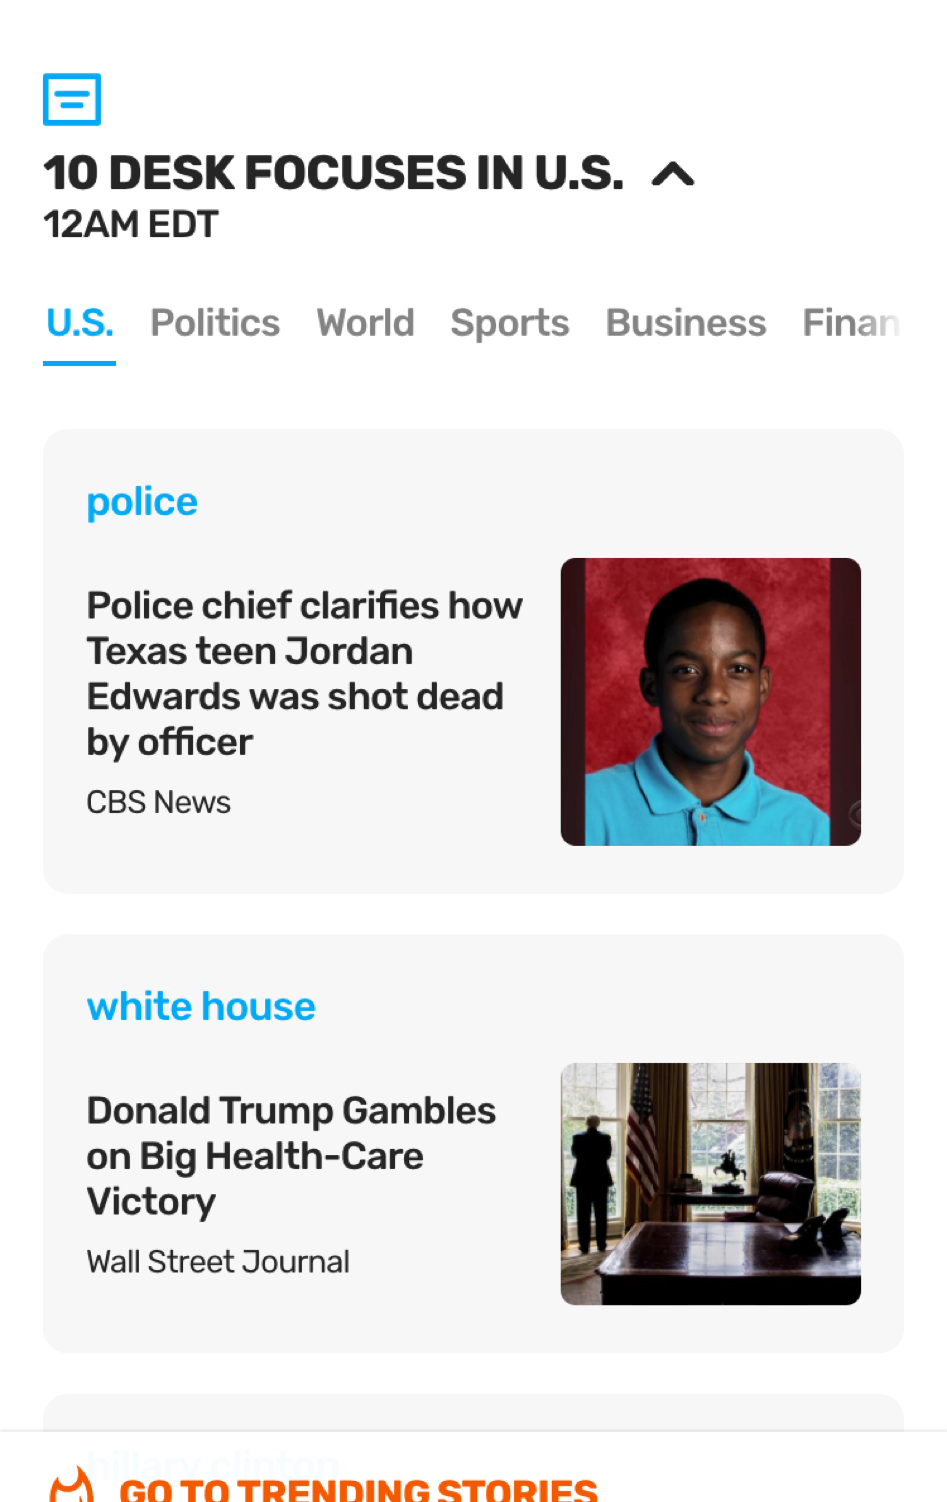 10 DESK FOCUSES IN U.S.
12AM EDT
U.S. Politics World Sports Business Finan
police
Police chief clarifies how
Texas teen Jordan
Edwards was shot dead
by officer
CBS News
white house
Donald Trump Gambles
on Big Health-Care
Victory
Wall Street Journal
hillary clinton
GO TO TRENDING STORIES